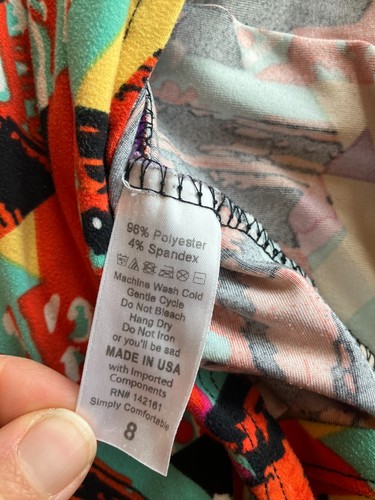 96% Polyester
4% Spandex
Machine Wash Cold
Gentle Cycle
Do Not Bleach
Hang Dry
Do Not Iron
or you'll be sad
MADE IN USA
with Imported
Components
RN# 142161
Simply Comfortable
8